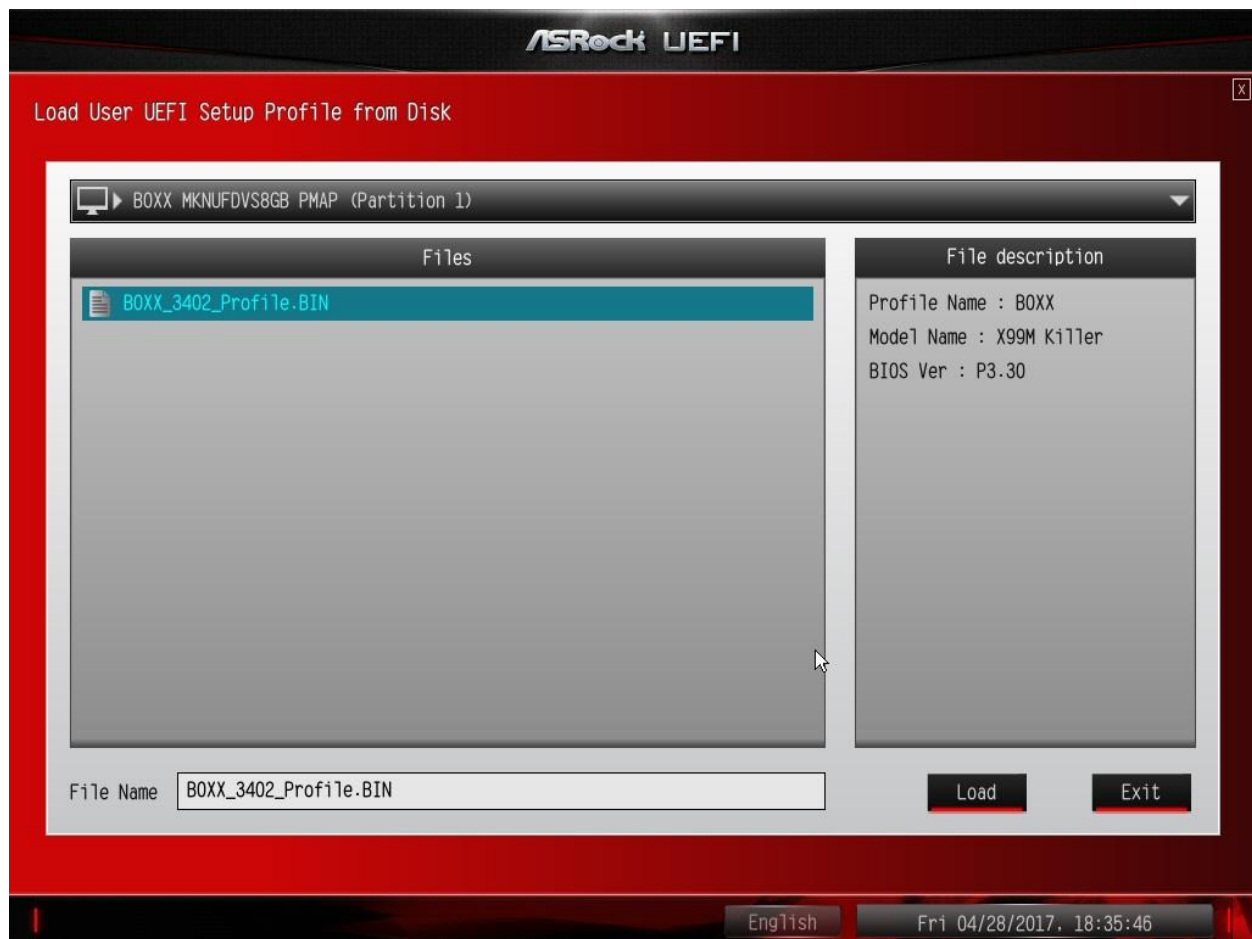 ASRock UEFI
X
Load User UEFI Setup Profile from Disk
BOXX MKNUFDVS8GB PMAP (Partition 1)
Files
File description
BOXX_3402_Profile.BIN
Profile Name : BOXX
Model Name : X99M Killer
BIOS Ver : P3.30
File Name
BOXX_3402_Profile.BIN
Load
Exit
English
Fri 04/28/2017, 18:35:46